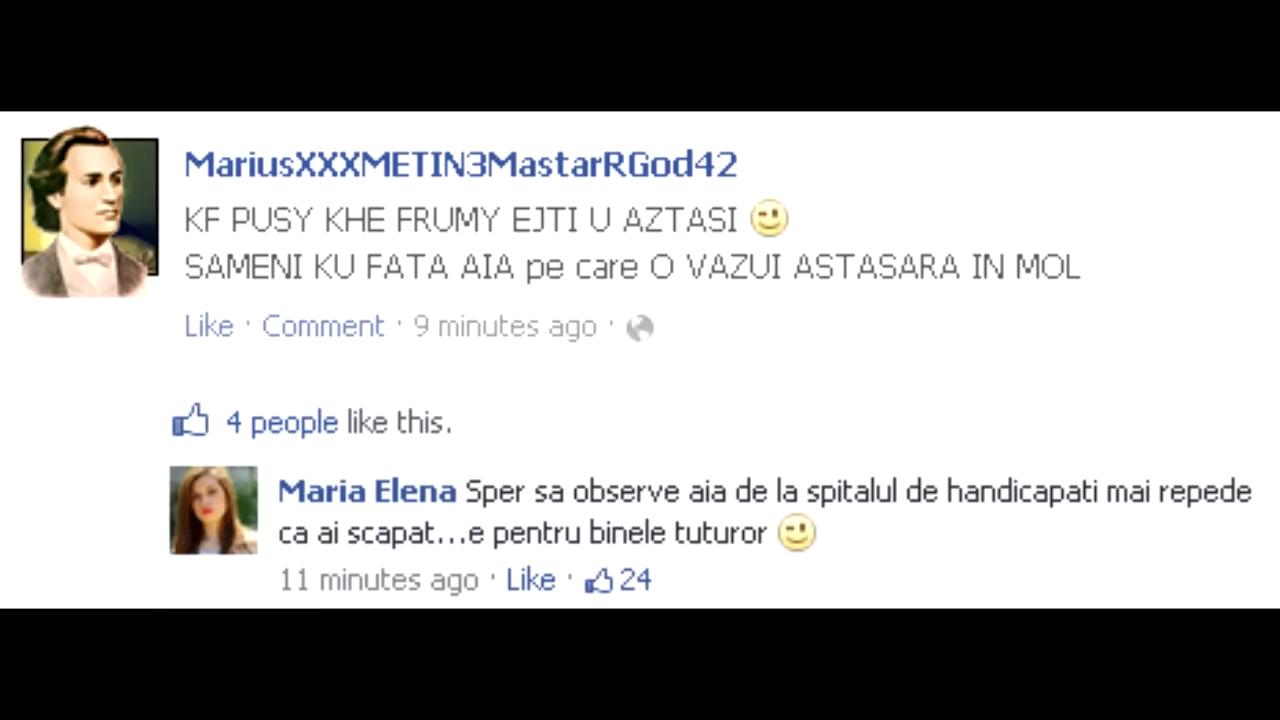 MariusXXXMETIN3MastarRGod42
KF PUSY KHE FRUMY EJTI U AZTASI
SAMENI KU FATA AIA pe care O VAZUI ASTASARA IN MOL
Like · Comment · 9 minutes ago ·
4 people like this.
Maria Elena Sper sa observe aia de la spitalul de handicapati mai repede
ca ai scapat...e pentru binele tuturor
11 minutes ago · Like · 24